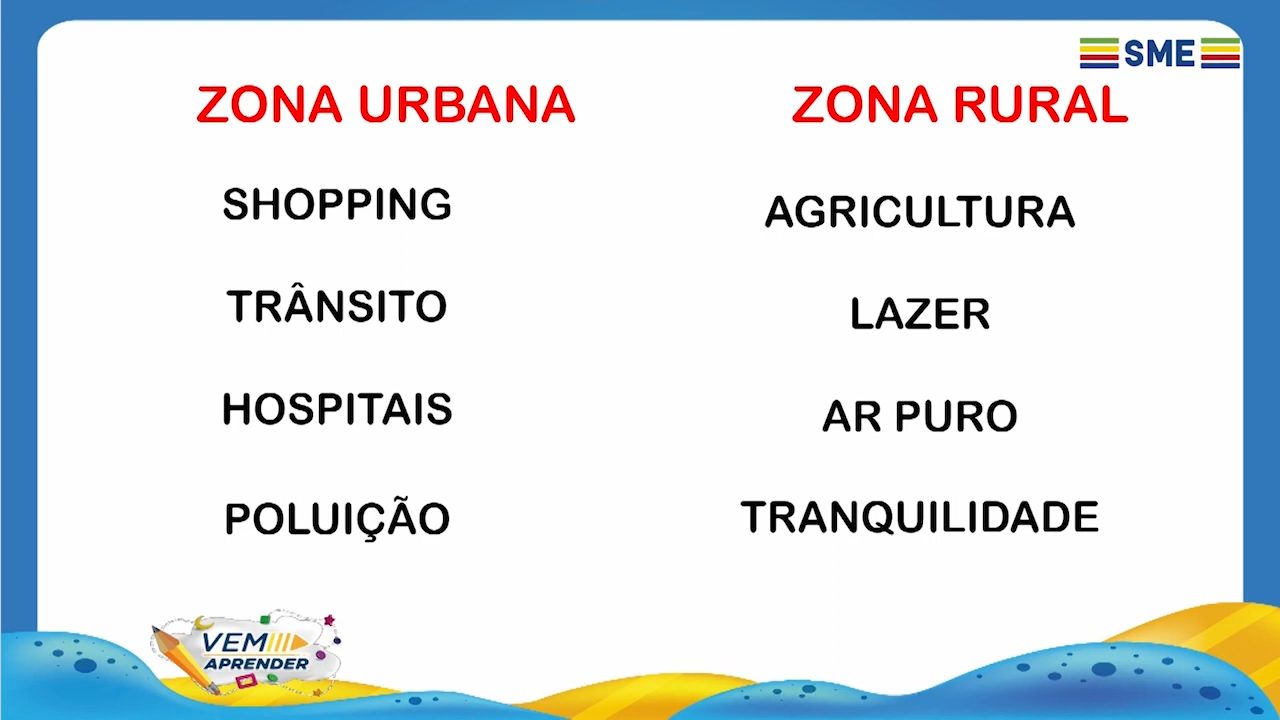 SME
ZONA URBANA
SHOPPING
TRÂNSITO
HOSPITAIS
POLUIÇÃO
ZONA RURAL
AGRICULTURA
LAZER
AR PURO
TRANQUILIDADE
VEM
APRENDER